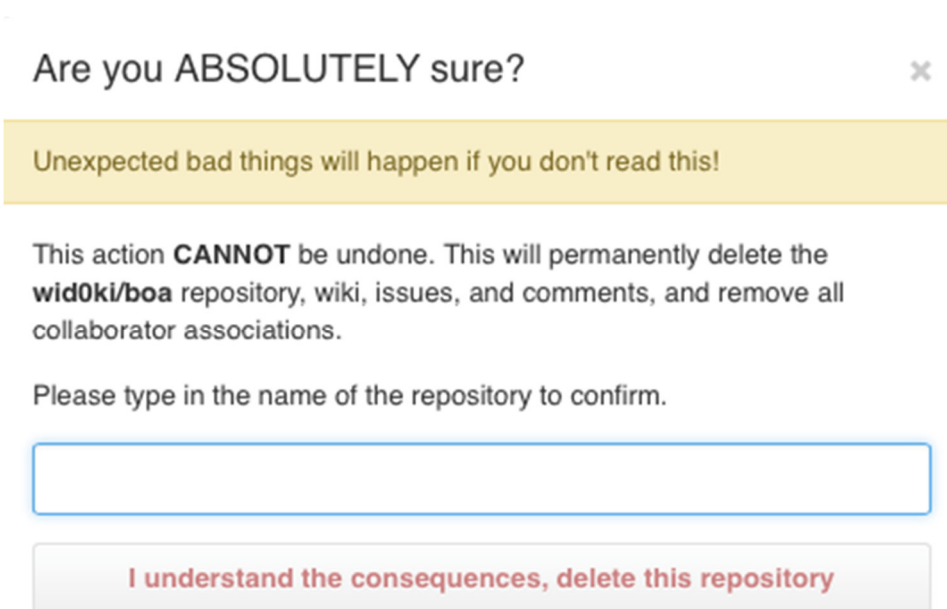 Are you ABSOLUTELY sure?
Unexpected bad things will happen if you don't read this!
This action CANNOT be undone. This will permanently delete the
wid0ki/boa repository, wiki, issues, and comments, and remove all
collaborator associations.
Please type in the name of the repository to confirm.
I understand the consequences, delete this repository